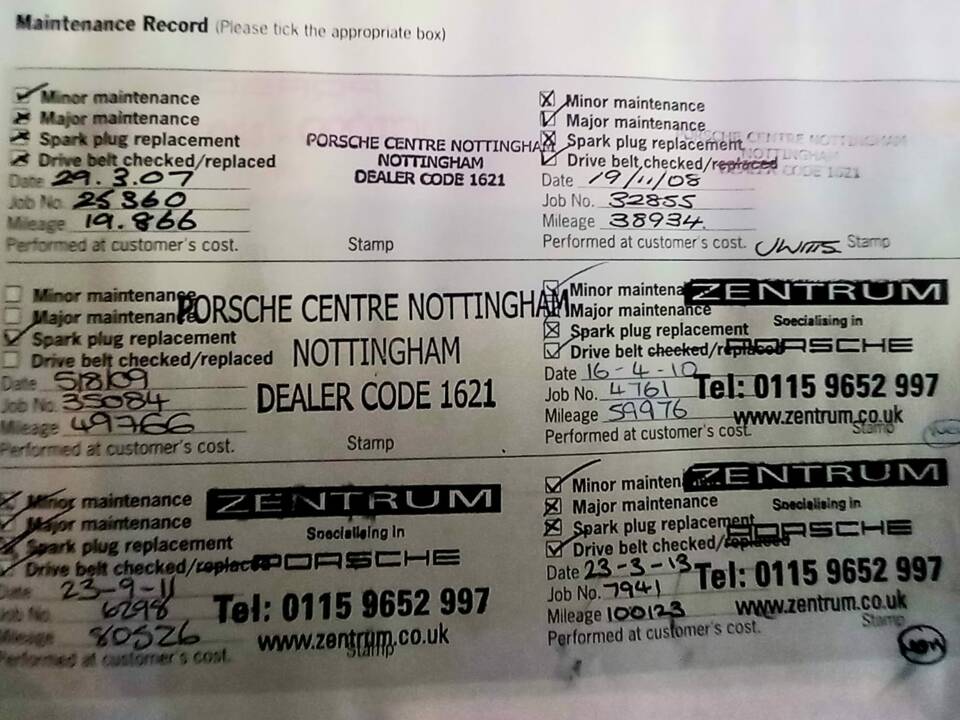 Maintenance Record (Please tick the appropriate box)
Minor maintenance
Major maintenance
Spark plug replacement
Drive belt checked/replaced
Date 29.3.07
Job No. 25360
Mileage 19.866
Performed at customer's cost.
PORSCHE CENTRE NOTTINGHAM
NOTTINGHAM
DEALER CODE 1621
Stamp
Minor maintenance
Major maintenance
Spark plug replacement
Drive belt checked/replaced
Date 19/11/08
Job No. 32855
Mileage 38934.
Performed at customer's cost.
PORSCHE CENTRE NOTTINGHAM
NOTTINGHAM
DEALER CODE 1621
Stamp
Minor maintenance
Major maintenance
Spark plug replacement
Drive belt checked/replaced
Date 5/8/09
Job No. 35084
Mileage 49766
Performed at customer's cost.
PORSCHE CENTRE NOTTINGHAM
NOTTINGHAM
DEALER CODE 1621
Stamp
Minor maintena
Major maintenance
Spark plug replacement
Drive belt checked/replaced
Date 16-4-10
Job No. 4761
Mileage 59976
Performed at customer's cost.
ZENTRUM
Specialising in
PORSCHE
Tel: 0115 9652 997
www.zentrum.co.uk
Stamp
Minor maintenance
Major maintenance
Spark plug replacement
Drive belt checked/replaced
Date 23-9-11
Job No. 6298
Mileage 80526
Performed at customer's cost.
ZENTRUM
Specialising in
PORSCHE
Tel: 0115 9652 997
www.zentrum.co.uk
Stamp
Minor mainten
Major maintenance
Spark plug replacement
Drive belt checked/replaced
Date 23-3-13
Job No. 7941
Mileage 100123
Performed at customer's cost.
ZENTRUM
Specialising in
PORSCHE
Tel: 0115 9652 997
www.zentrum.co.uk
Stamp